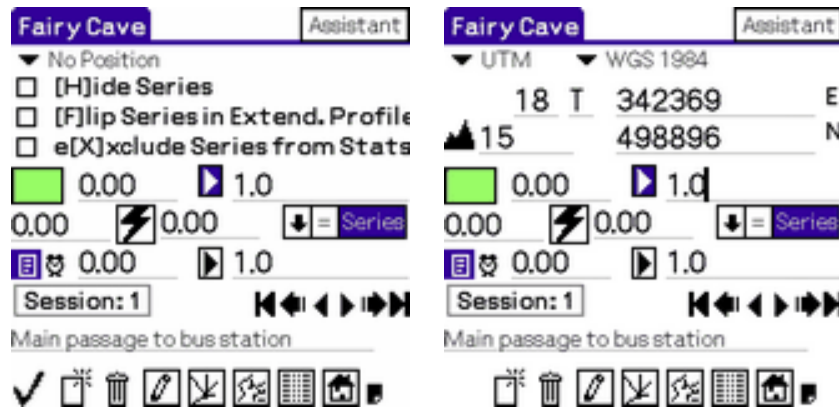 Fairy Cave Assistant
No Position
[H]ide Series
[F]lip Series in Extend. Profile
e[X]xclude Series from Stats
0.00 1.0
0.00 0.00 = Series
0.00 1.0
Session: 1
Main passage to bus station
Fairy Cave Assistant
UTM WGS 1984
18 T 342369 E
15 498896 N
0.00 1.0
0.00 0.00 = Series
0.00 1.0
Session: 1
Main passage to bus station